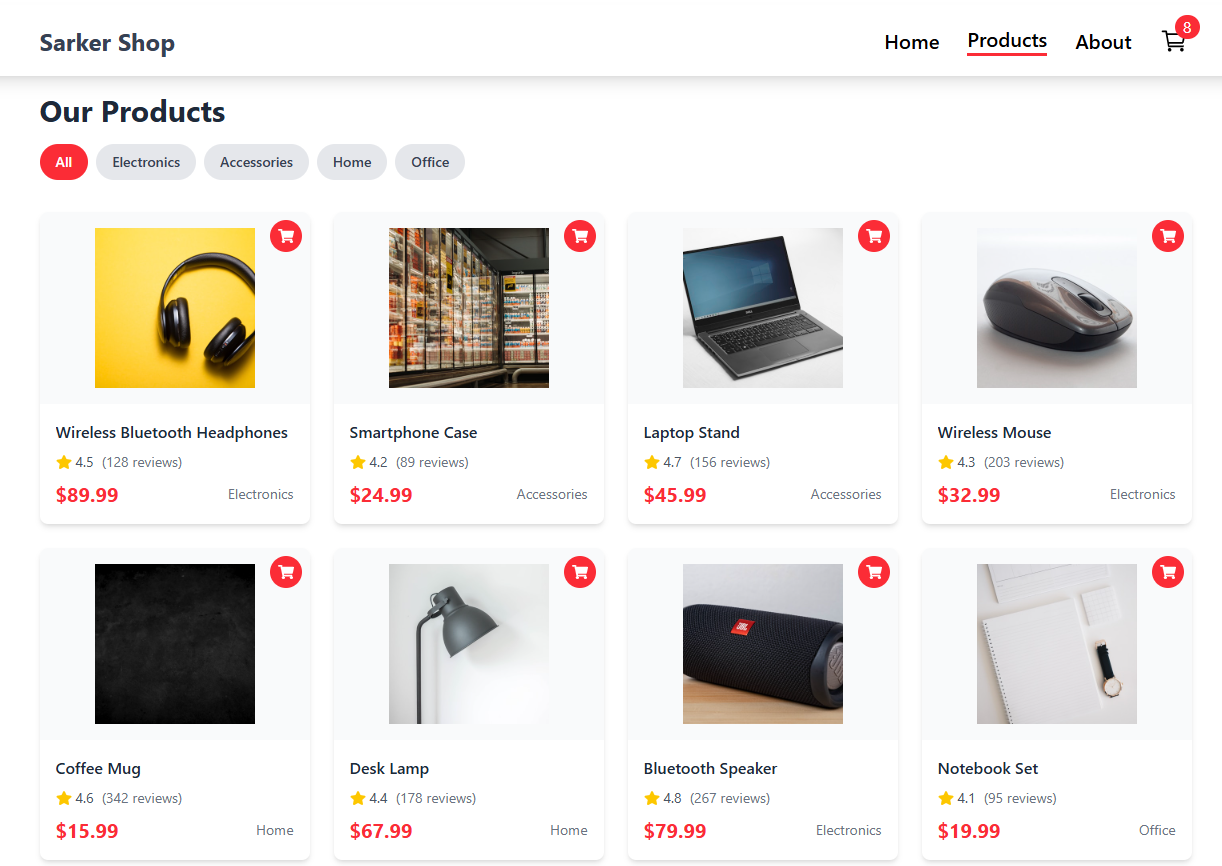 Sarker Shop
Home
Products
About
8
Our Products
All
Electronics
Accessories
Home
Office
Wireless Bluetooth Headphones
4.5 (128 reviews)
$89.99 Electronics
Smartphone Case
4.2 (89 reviews)
$24.99 Accessories
Laptop Stand
4.7 (156 reviews)
$45.99 Accessories
Wireless Mouse
4.3 (203 reviews)
$32.99 Electronics
Coffee Mug
4.6 (342 reviews)
$15.99 Home
Desk Lamp
4.4 (178 reviews)
$67.99 Home
JBL
Bluetooth Speaker
4.8 (267 reviews)
$79.99 Electronics
Notebook Set
4.1 (95 reviews)
$19.99 Office